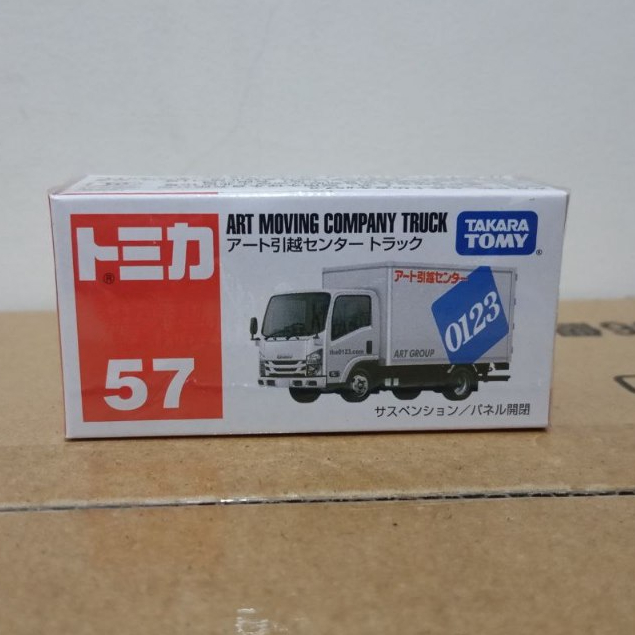 トミカ
®
57
ART MOVING COMPANY TRUCK
アート引越センター トラック
TAKARA
TOMY
®
アート引越センター
0123
the0123.com
ART GROUP
サスペンション/パネル開閉